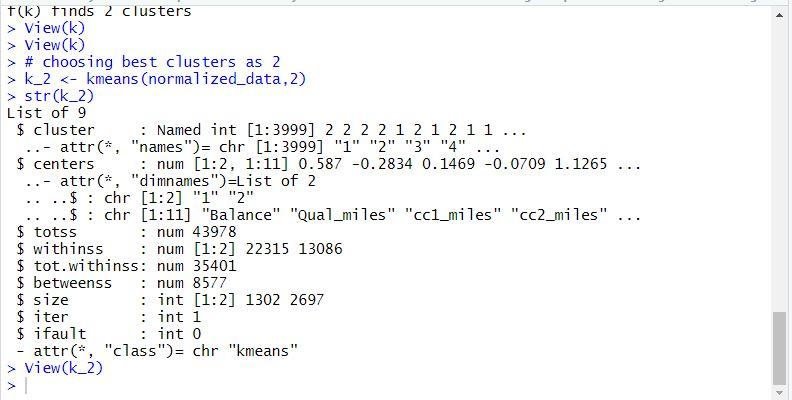 f(k) finds 2 clusters
> View(k)
> View(k)
> # choosing best clusters as 2
> k_2 <- kmeans(normalized_data,2)
> str(k_2)
List of 9
 $ cluster     : Named int [1:3999] 2 2 2 2 1 2 1 2 1 1 ...
  ..- attr(*, "names")= chr [1:3999] "1" "2" "3" "4" ...
 $ centers     : num [1:2, 1:11] 0.587 -0.2834 0.1469 -0.0709 1.1265 ...
  ..- attr(*, "dimnames")=List of 2
  .. ..$ : chr [1:2] "1" "2"
  .. ..$ : chr [1:11] "Balance" "Qual_miles" "cc1_miles" "cc2_miles" ...
 $ totss       : num 43978
 $ withinss    : num [1:2] 22315 13086
 $ tot.withinss: num 35401
 $ betweenss   : num 8577
 $ size        : int [1:2] 1302 2697
 $ iter        : int 1
 $ ifault      : int 0
 - attr(*, "class")= chr "kmeans"
> View(k_2)
>